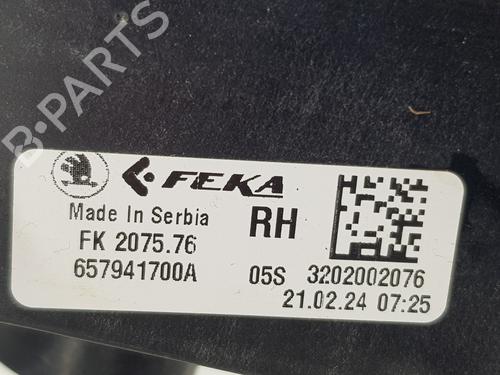 B-PARTS
FEKA
Made In Serbia
RH
FK 2075.76
657941700A
05S 3202002076
21.02.24 07:25